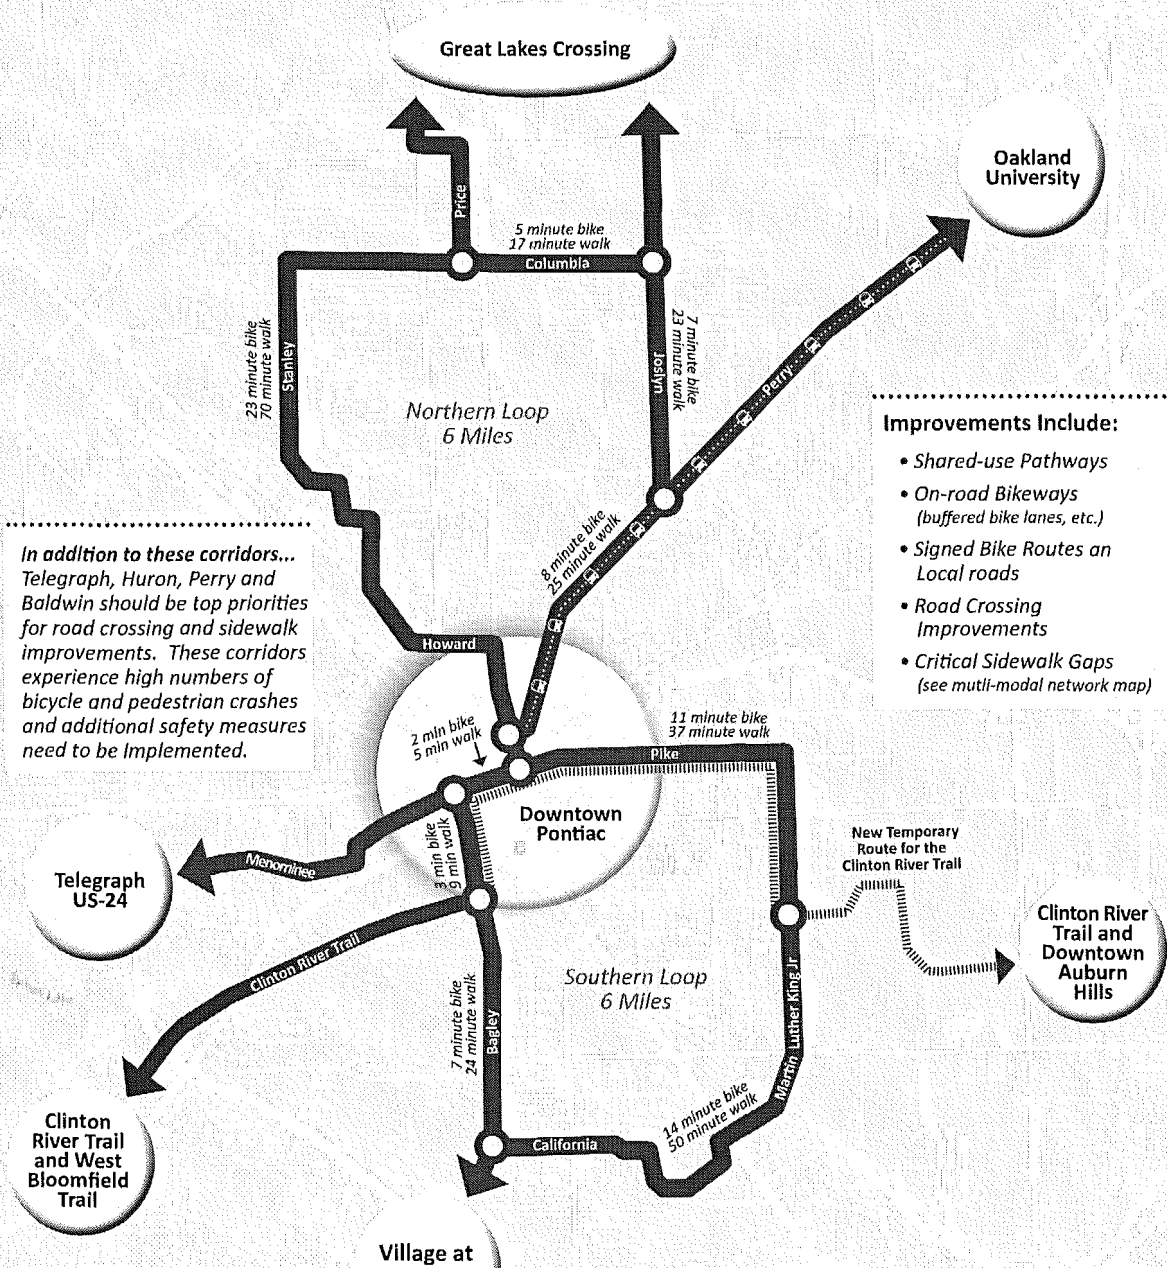 Great Lakes Crossing
Oakland
University
Price
5 minute bike
17 minute walk
Columbia
Stanley
23 minute bike
70 minute walk
Joslyn
7 minute bike
23 minute walk
Perry
Northern Loop
6 Miles
Improvements Include:
• Shared-use Pathways
• On-road Bikeways
(buffered bike lanes, etc.)
• Signed Bike Routes an
Local roads
• Road Crossing
Improvements
• Critical Sidewalk Gaps
(see mutli-modal network map)
8 minute bike
25 minute walk
In addition to these corridors...
Telegraph, Huron, Perry and
Baldwin should be top priorities
for road crossing and sidewalk
improvements. These corridors
experience high numbers of
bicycle and pedestrian crashes
and additional safety measures
need to be Implemented.
Howard
2 min bike
5 min walk
11 minute bike
37 minute walk
Pike
Downtown
Pontiac
3 min bike
9 min walk
Menominee
Telegraph
US-24
New Temporary
Route for the
Clinton River Trail
Clinton River
Trail and
Downtown
Auburn
Hills
Clinton River Trail
Southern Loop
6 Miles
7 minute bike
24 minute walk
Bagley
Martin Luther King Jr
14 minute bike
50 minute walk
California
Clinton
River Trail
and West
Bloomfield
Trail
Village at